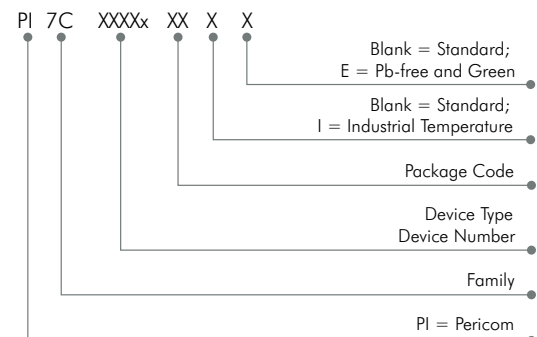 PI 7C XXXXx XX X X
Blank = Standard;
E = Pb-free and Green
Blank = Standard;
I = Industrial Temperature
Package Code
Device Type
Device Number
Family
PI = Pericom